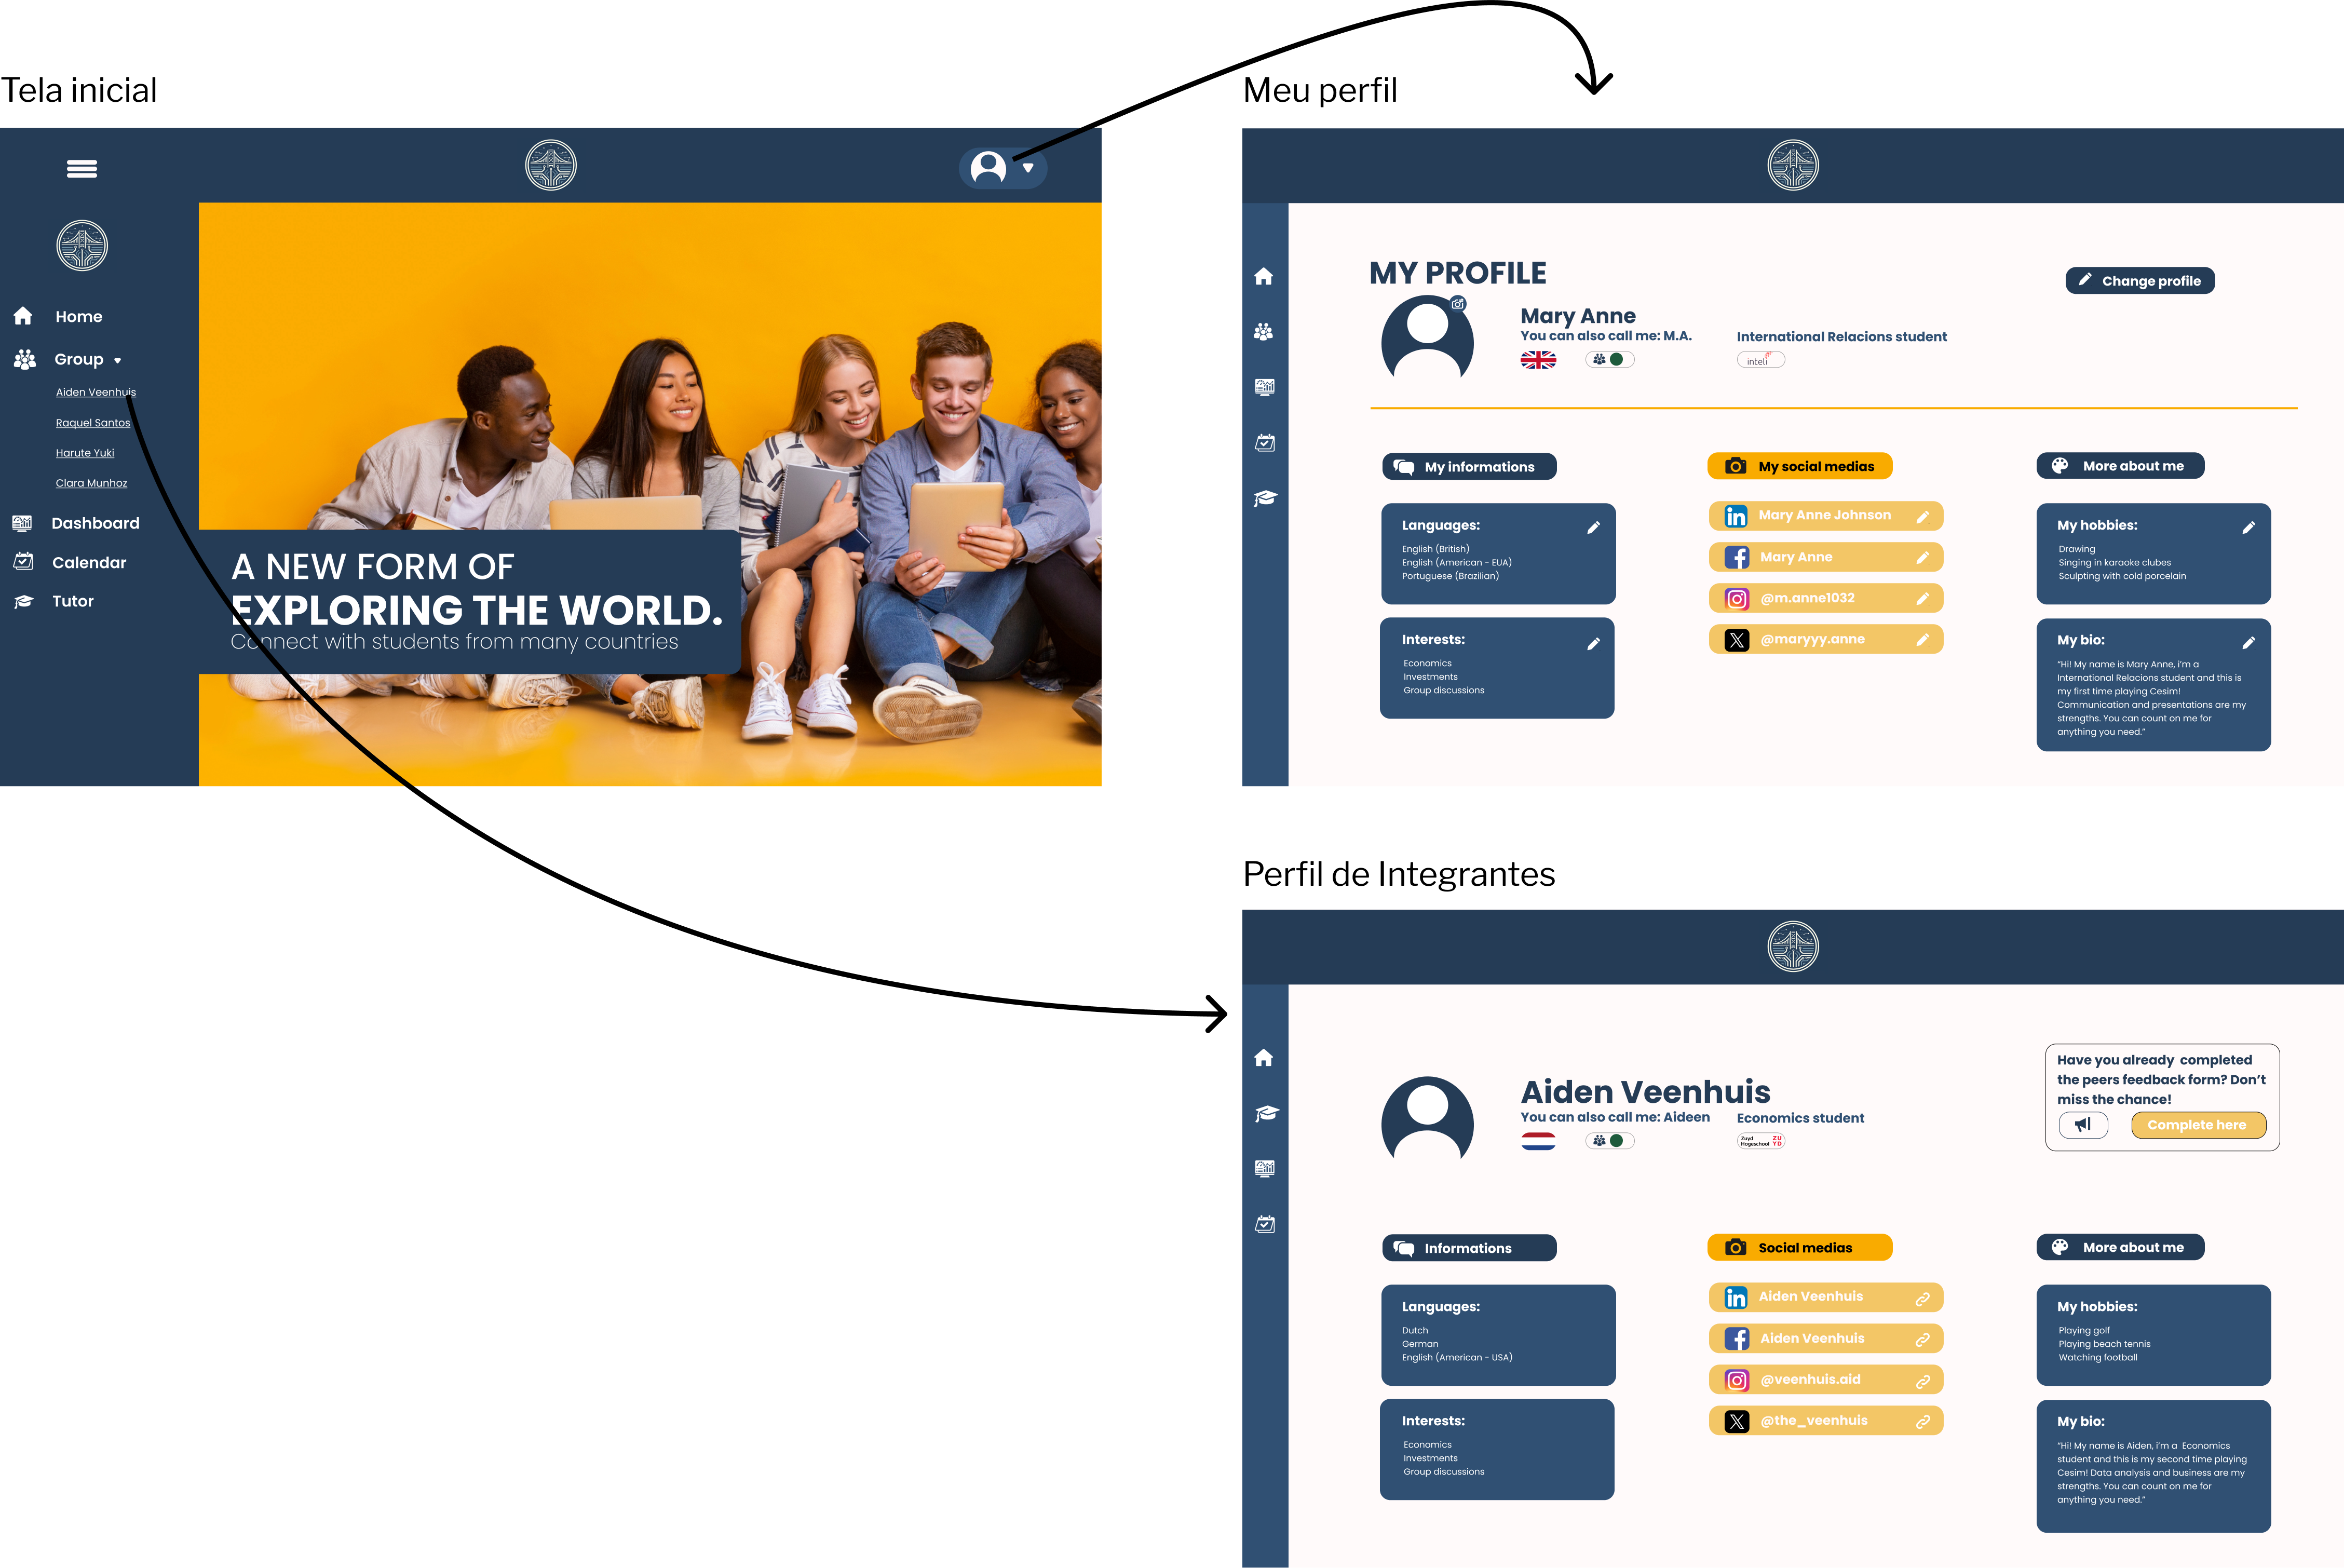 Tela inicial
Home
Group
Aiden Veenhuis
Raquel Santos
Harute Yuki
Clara Munhoz
Dashboard
Calendar
Tutor
A NEW FORM OF
EXPLORING THE WORLD.
Connect with students from many countries
Meu perfil
MY PROFILE
Change profile
Mary Anne
You can also call me: M.A.
International Relacions student
inteli
My informations
Languages:
English (British)
English (American - EUA)
Portuguese (Brazilian)
Interests:
Economics
Investments
Group discussions
My social medias
Mary Anne Johnson
Mary Anne
@m.anne1032
@maryyy.anne
More about me
My hobbies:
Drawing
Singing in karaoke clubes
Sculpting with cold porcelain
My bio:
“Hi! My name is Mary Anne, i'm a
International Relacions student and this is
my first time playing Cesim!
Communication and presentations are my
strengths. You can count on me for
anything you need.”
Perfil de Integrantes
Aiden Veenhuis
You can also call me: Aideen
Economics student
Zuyd
Hogeschool
ZU
YD
Have you already completed
the peers feedback form? Don’t
miss the chance!
Complete here
Informations
Languages:
Dutch
German
English (American - USA)
Interests:
Economics
Investments
Group discussions
Social medias
Aiden Veenhuis
Aiden Veenhuis
@veenhuis.aid
@the_veenhuis
More about me
My hobbies:
Playing golf
Playing beach tennis
Watching football
My bio:
“Hi! My name is Aiden, i'm a Economics
student and this is my second time playing
Cesim! Data analysis and business are my
strengths. You can count on me for
anything you need.”